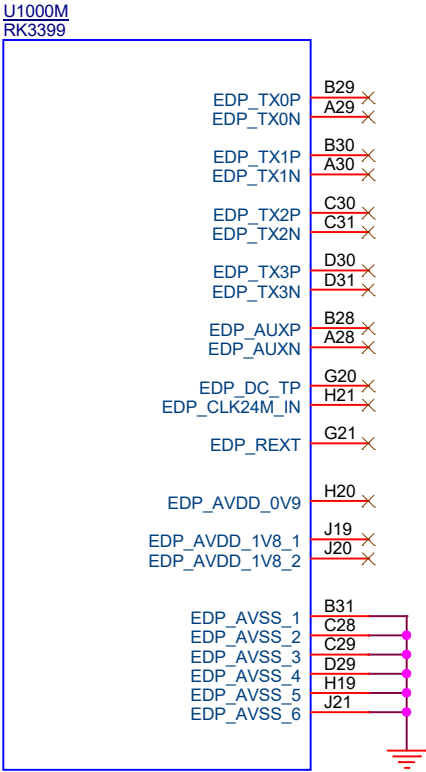 U1000M
RK3399
EDP_TX0P B29
EDP_TX0N A29
EDP_TX1P B30
EDP_TX1N A30
EDP_TX2P C30
EDP_TX2N C31
EDP_TX3P D30
EDP_TX3N D31
EDP_AUXP B28
EDP_AUXN A28
EDP_DC_TP G20
EDP_CLK24M_IN H21
EDP_REXT G21
EDP_AVDD_0V9 H20
EDP_AVDD_1V8_1 J19
EDP_AVDD_1V8_2 J20
EDP_AVSS_1 B31
EDP_AVSS_2 C28
EDP_AVSS_3 C29
EDP_AVSS_4 D29
EDP_AVSS_5 H19
EDP_AVSS_6 J21